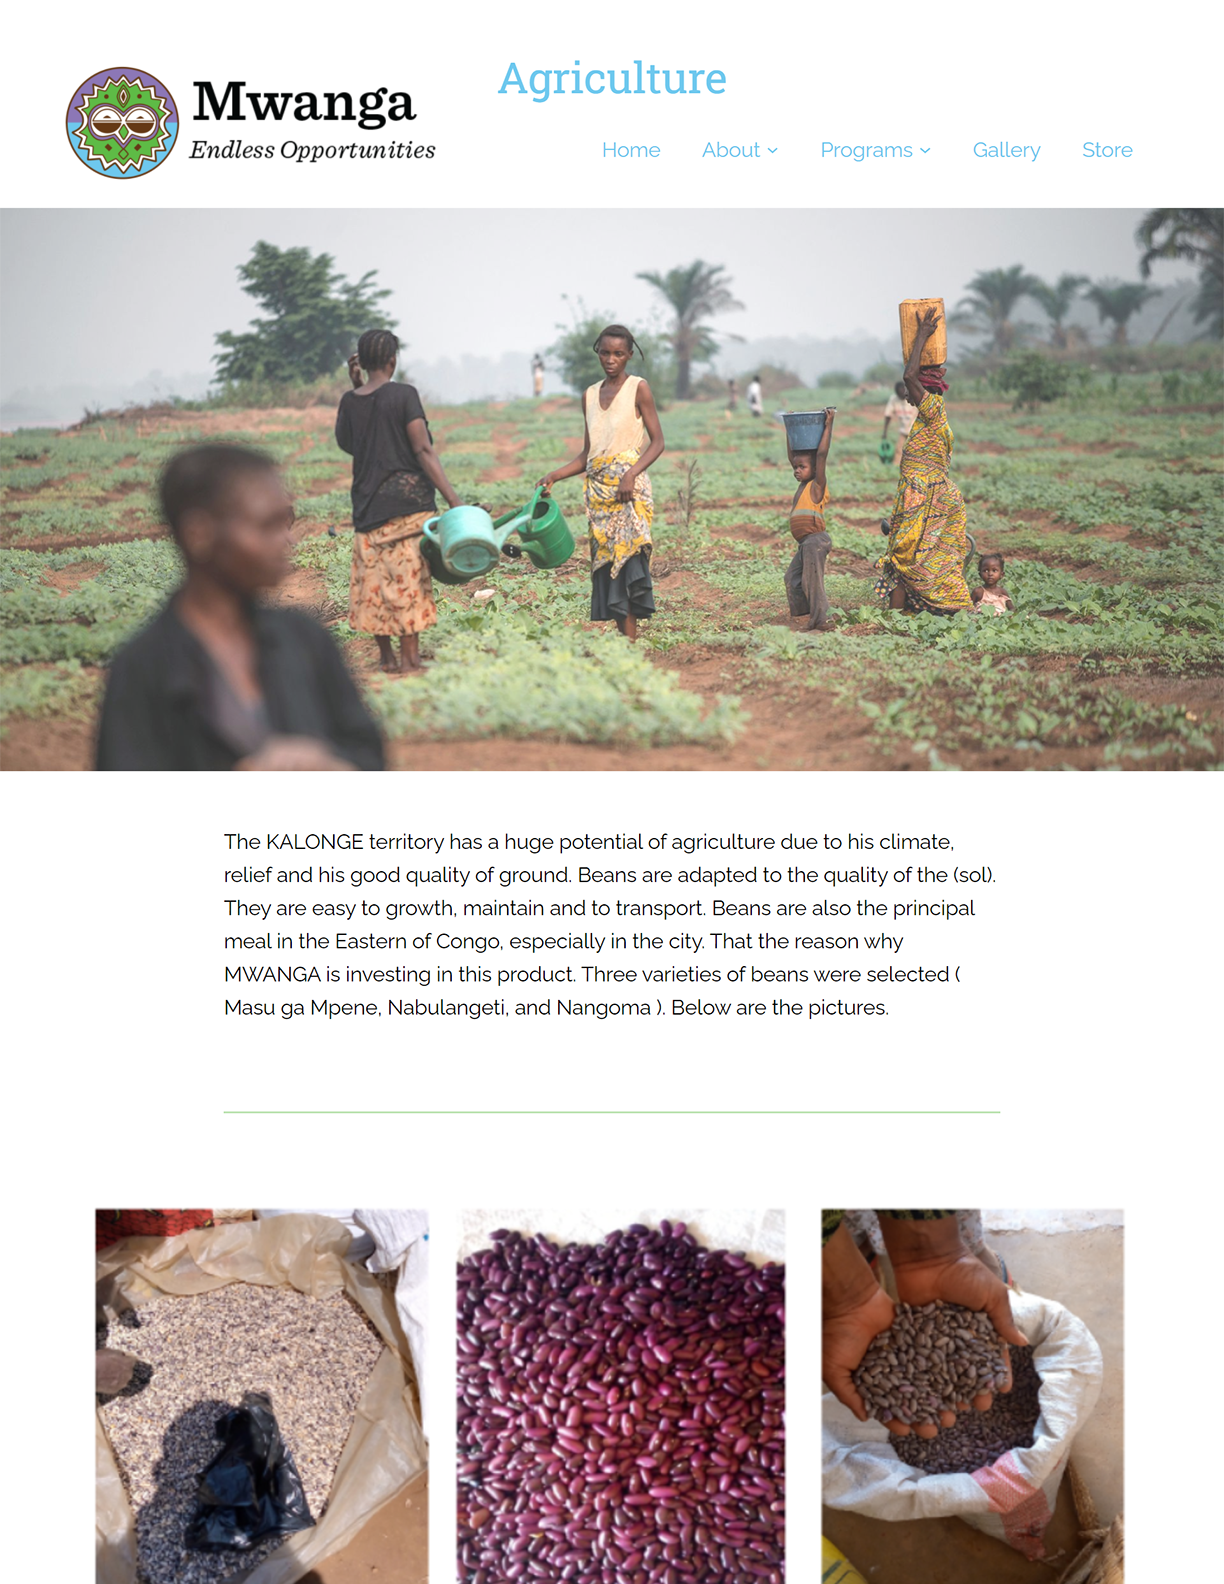 Agriculture
Mwanga
Endless Opportunities
Home About Programs Gallery Store
The KALONGE territory has a huge potential of agriculture due to his climate,
relief and his good quality of ground. Beans are adapted to the quality of the (sol).
They are easy to growth, maintain and to transport. Beans are also the principal
meal in the Eastern of Congo, especially in the city. That the reason why
MWANGA is investing in this product. Three varieties of beans were selected (
Masu ga Mpene, Nabulangeti, and Nangoma ). Below are the pictures.